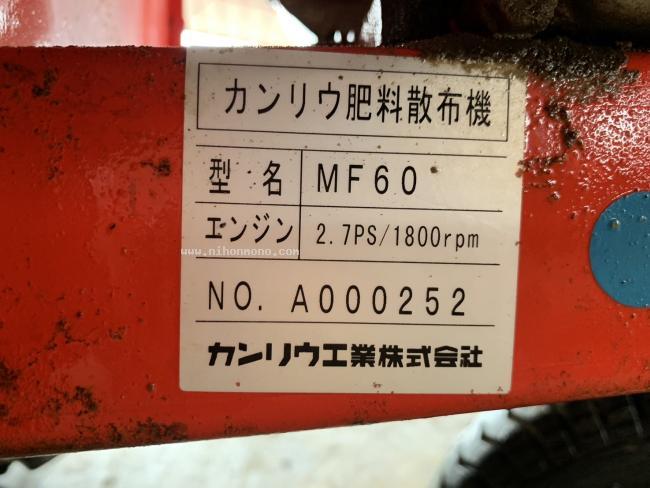 カンリウ肥料散布機
型名 MF60
エンジン 2.7PS/1800rpm
www.nihonmono.com
NO. A000252
カンリウ工業株式会社